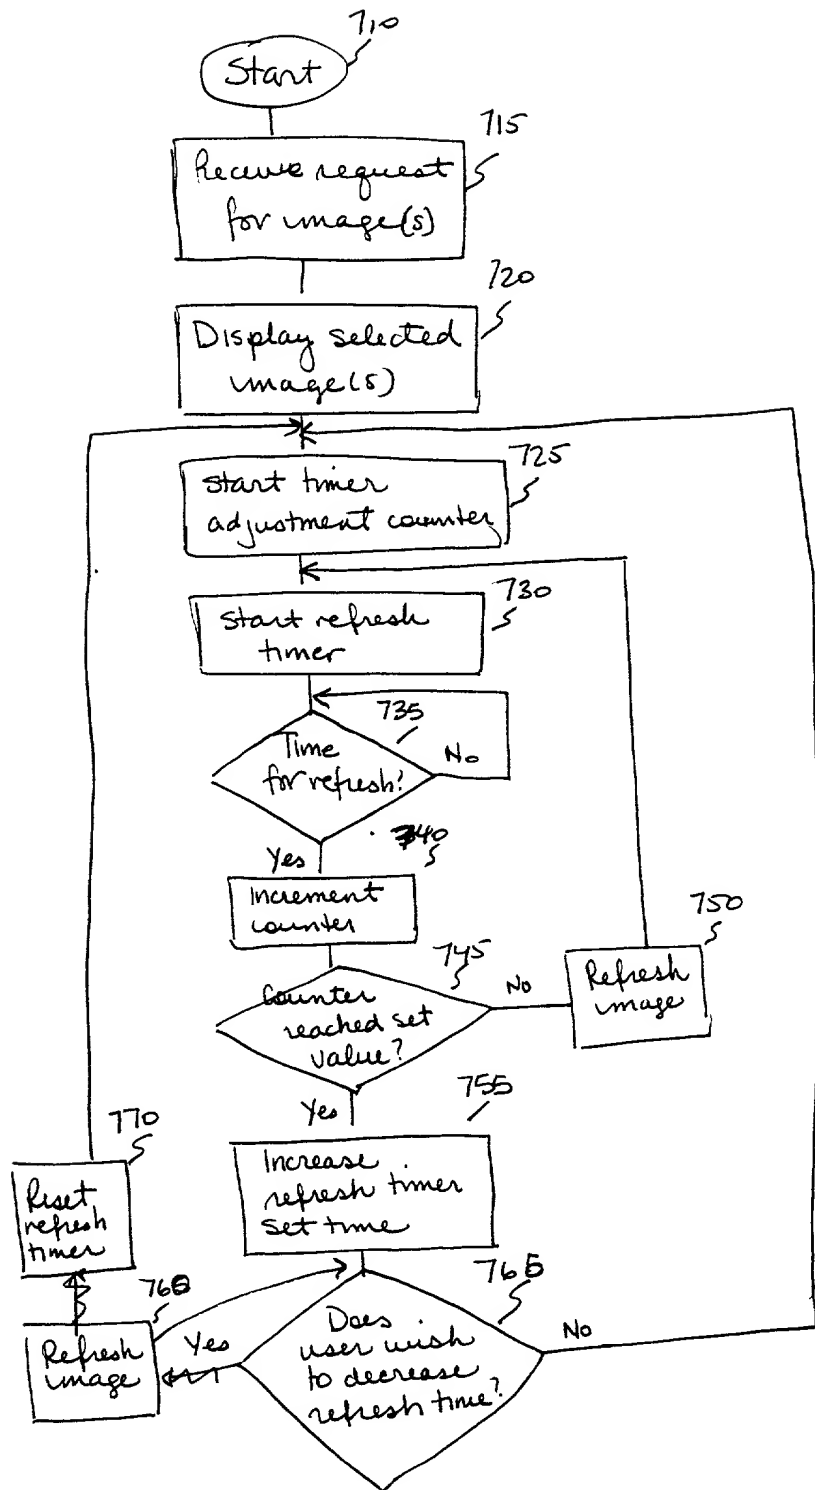 710
Start
715
Receive request
for image(s)
720
Display selected
image(s)
725
Start timer
adjustment counter
730
Start refresh
timer
735
Time
for refresh?
No
740
Yes
Increment
counter
745
Counter
reached set
value?
No
750
Refresh
image
Yes
755
Increase
refresh timer
set time
770
Reset
refresh
timer
765
Does
user wish
to decrease
refresh time?
No
Yes
Refresh
image